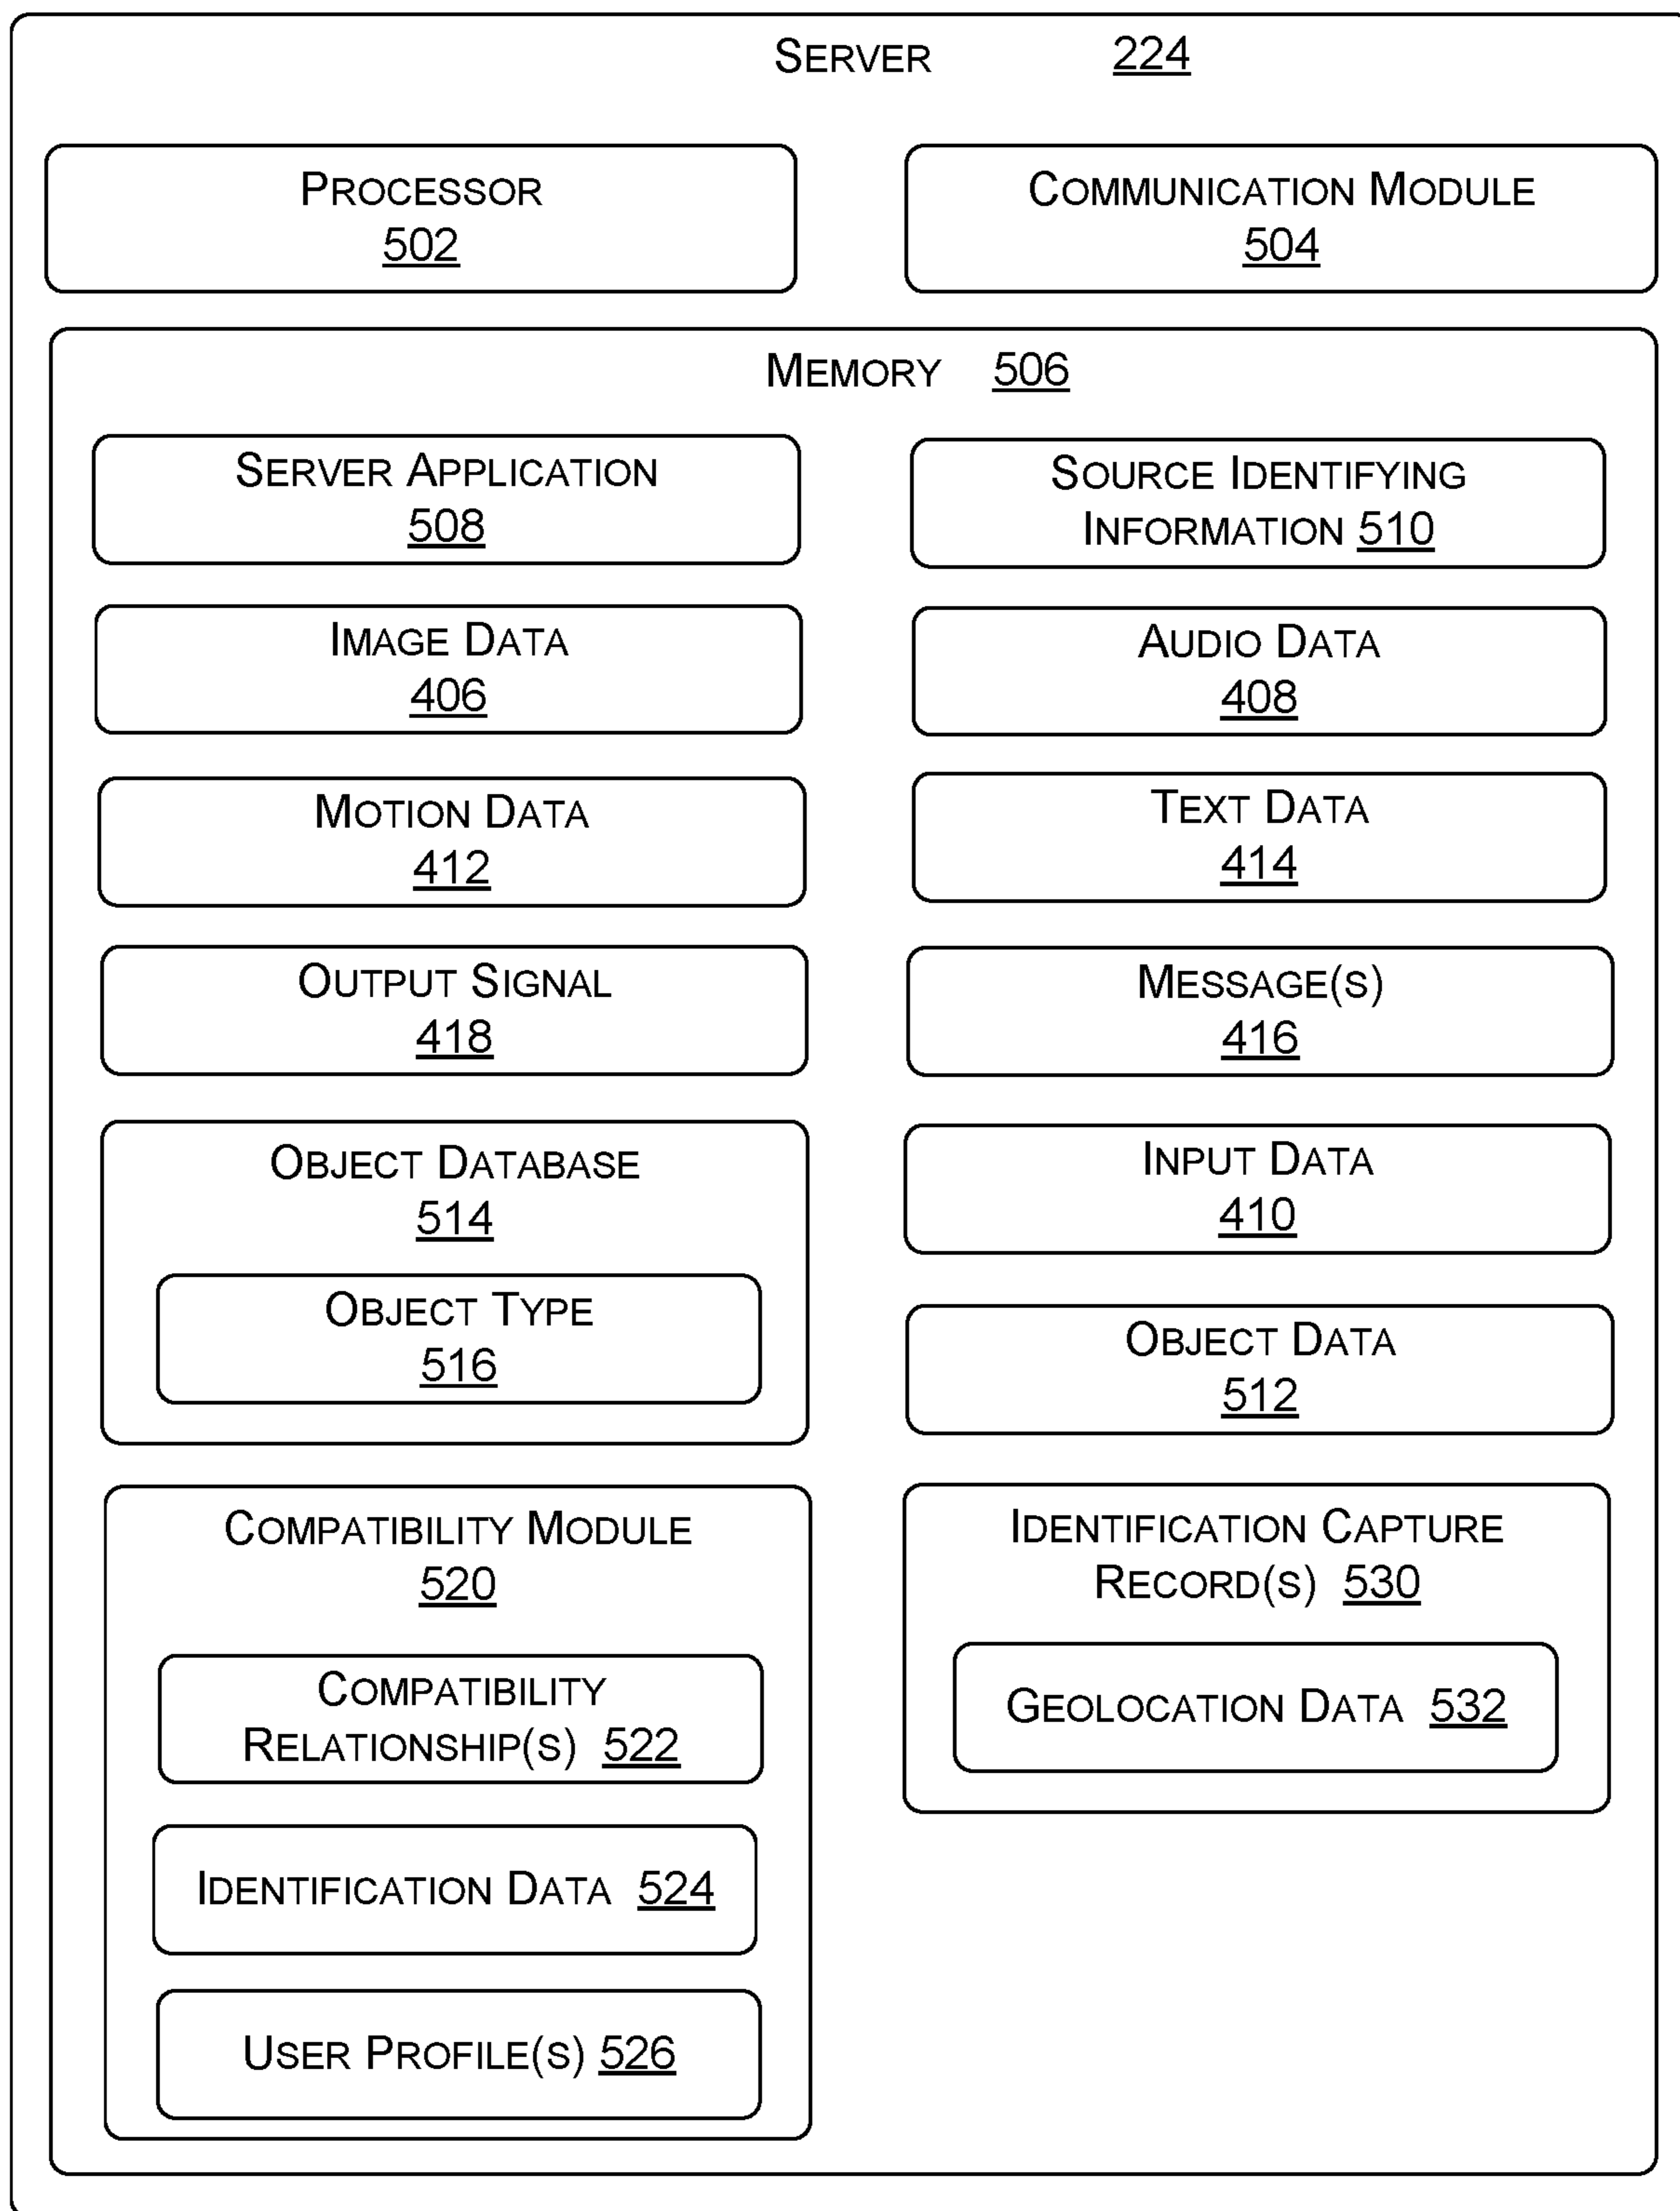 SERVER 224
PROCESSOR
502
COMMUNICATION MODULE
504
MEMORY 506
SERVER APPLICATION
508
SOURCE IDENTIFYING
INFORMATION 510
IMAGE DATA
406
AUDIO DATA
408
MOTION DATA
412
TEXT DATA
414
OUTPUT SIGNAL
418
MESSAGE(S)
416
OBJECT DATABASE
514
OBJECT TYPE
516
INPUT DATA
410
OBJECT DATA
512
COMPATIBILITY MODULE
520
COMPATIBILITY
RELATIONSHIP(S) 522
IDENTIFICATION DATA 524
USER PROFILE(S) 526
IDENTIFICATION CAPTURE
RECORD(S) 530
GEOLOCATION DATA 532